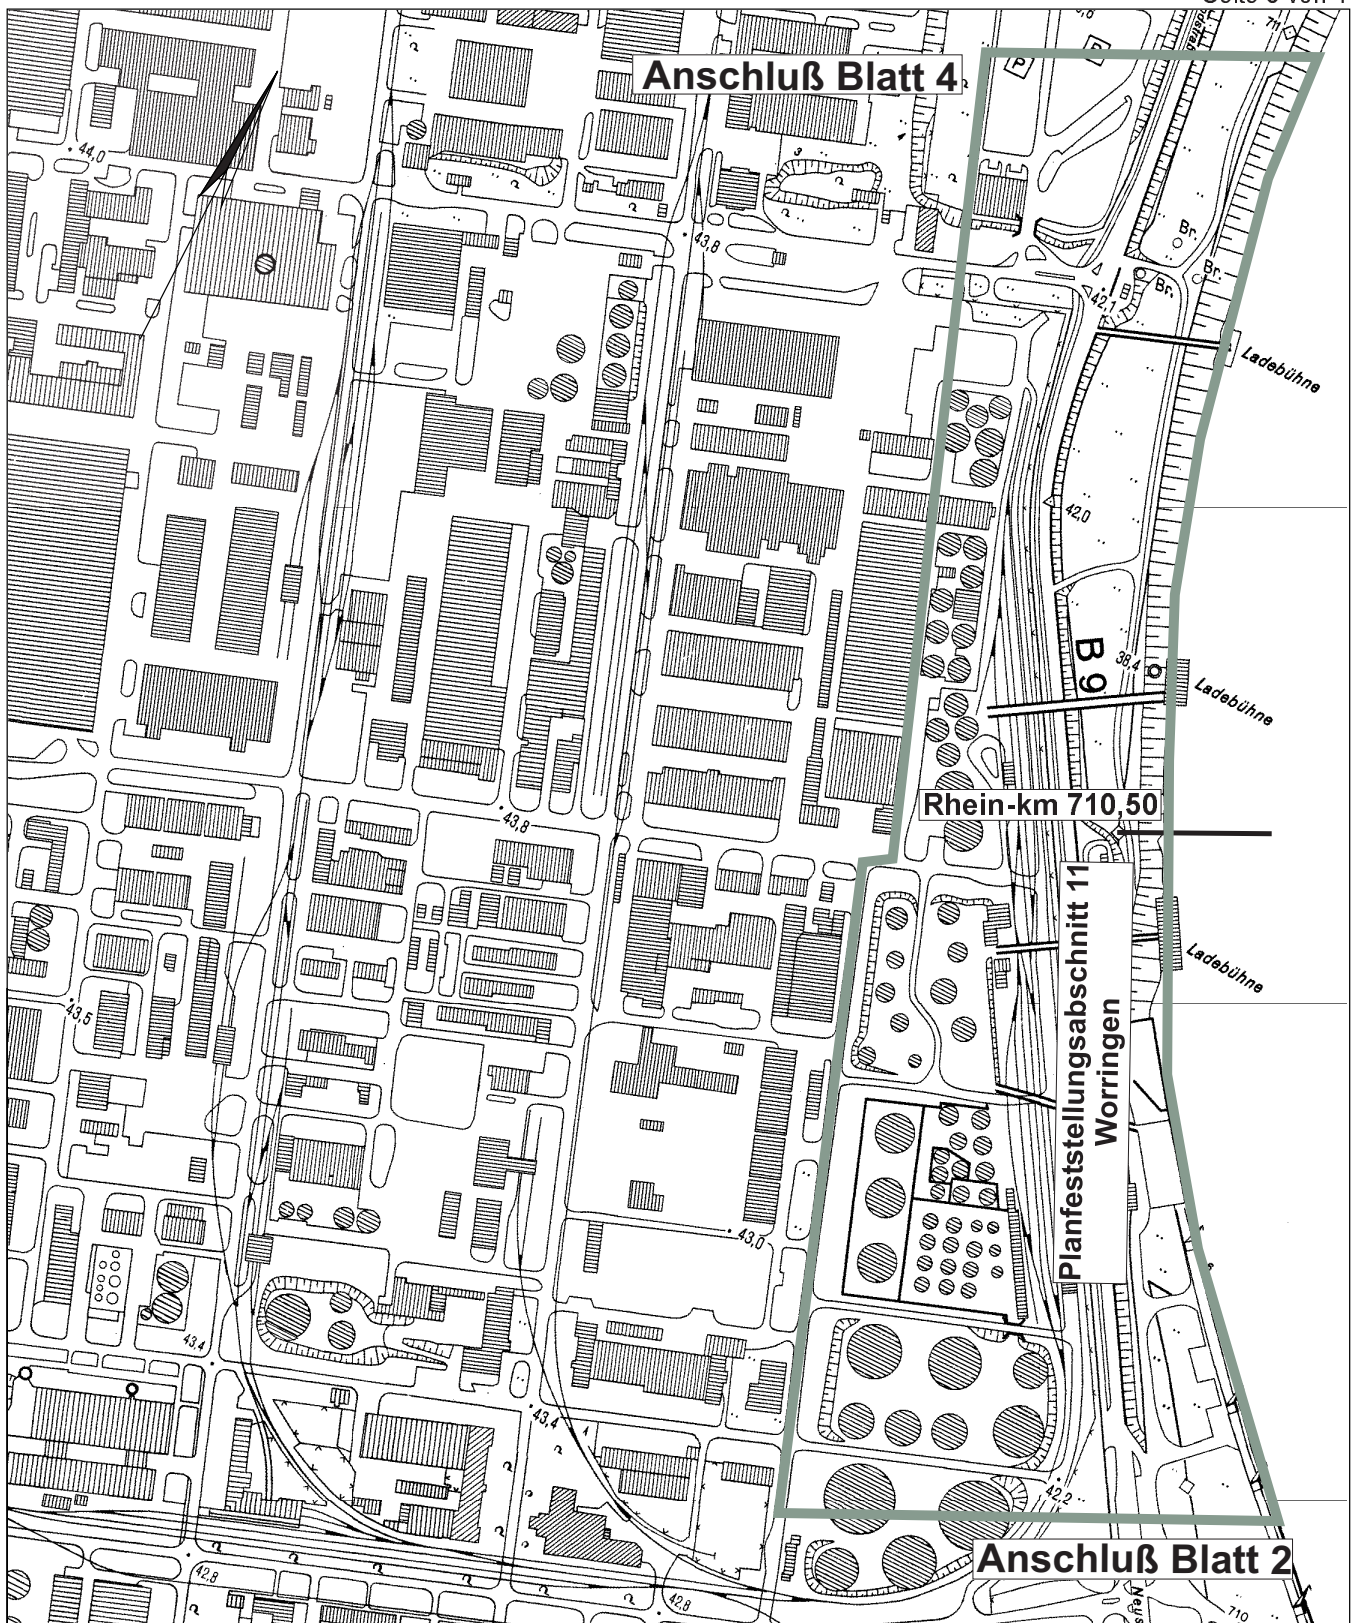 Anschluß Blatt 4
711
P
P
44,0
3
43,8
Br.
Br.
Br.
42,1
Ladebühne
42,0
B 9
38,4
Ladebühne
Rhein-km 710,50
43,8
Planfeststellungsabschnitt 11
Worringen
Ladebühne
43,5
43,0
43,4
43,4
42,2
Anschluß Blatt 2
42,8
42,8
710